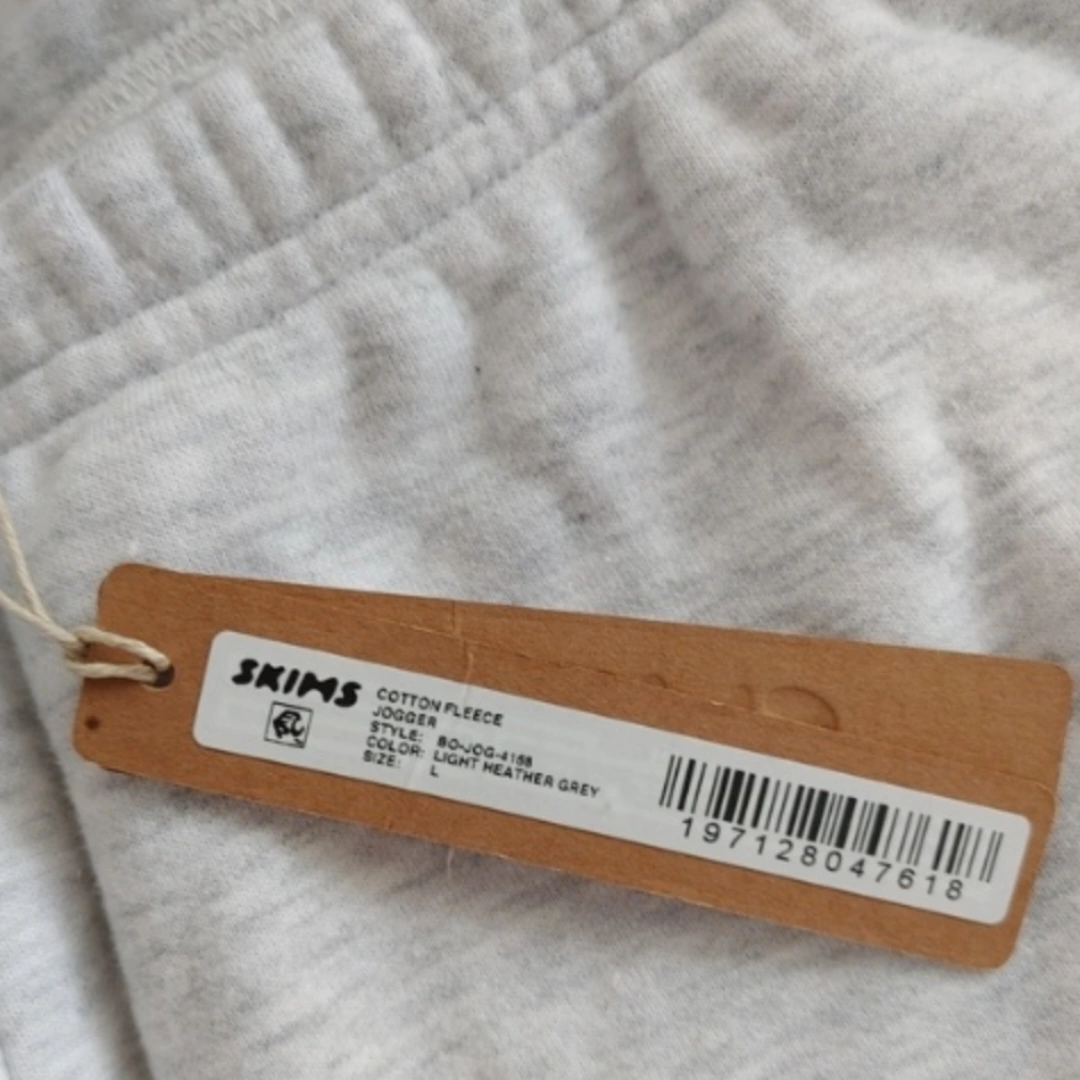 SKIMS
COTTON FLEECE
JOGGER
STYLE: BO-JOG-4158
COLOR: LIGHT HEATHER GREY
SIZE: L
197128047618